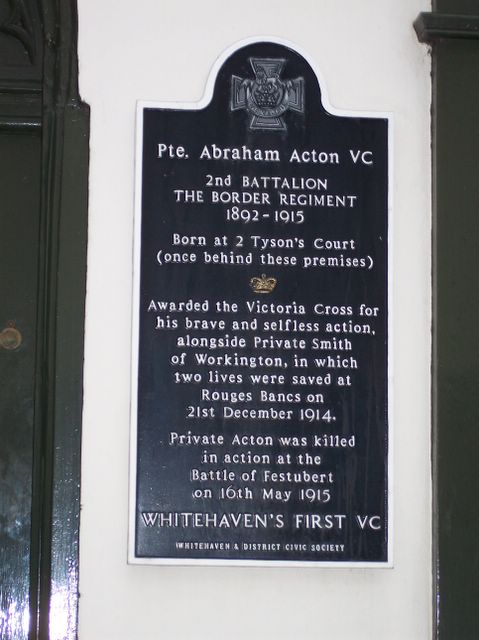 Pte. Abraham Acton VC
2nd BATTALION
THE BORDER REGIMENT
1892-1915
Born at 2 Tyson's Court
(once behind these premises)
Awarded the Victoria Cross for
his brave and selfless action,
alongside Private Smith
of Workington, in which
two lives were saved at
Rouges Bancs on
21st December 1914.
Private Acton was killed
in action at the
Battle of Festubert
on 16th May 1915
WHITEHAVEN'S FIRST VC
WHITEHAVEN & DISTRICT CIVIC SOCIETY